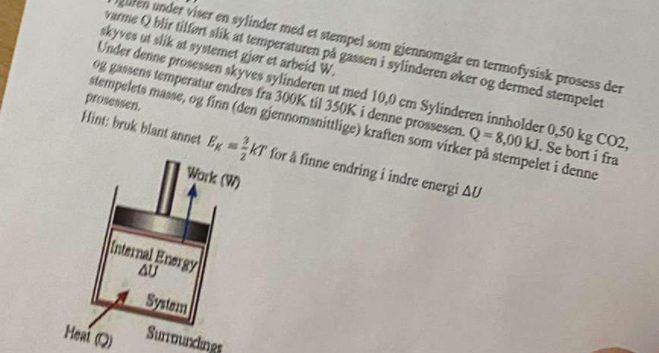 under viser en sylinder med et stempel som gjennomgår en termofysisk prosess der
varme Q blir tilført slik at temperaturen på gassen i sylinderen øker og dermed stempelet
skyves ut slik at systemet gjør et arbeid W.
Under denne prosessen skyves sylinderen ut med 10,0 cm Sylinderen innholder 0,50 kg CO2,
og gassens temperatur endres fra 300K til 350K i denne prossesen. Q = 8,00 kJ. Se bort i fra
stempelets masse, og finn (den gjennomsnittlige) kraften som virker på stempelet i denne
prosessen.
Hint: bruk blant annet E_K = 3/2 kT for å finne endring i indre energi ΔU
Work (W)
Internal Energy
ΔU
System
Heat (Q)
Surroundings